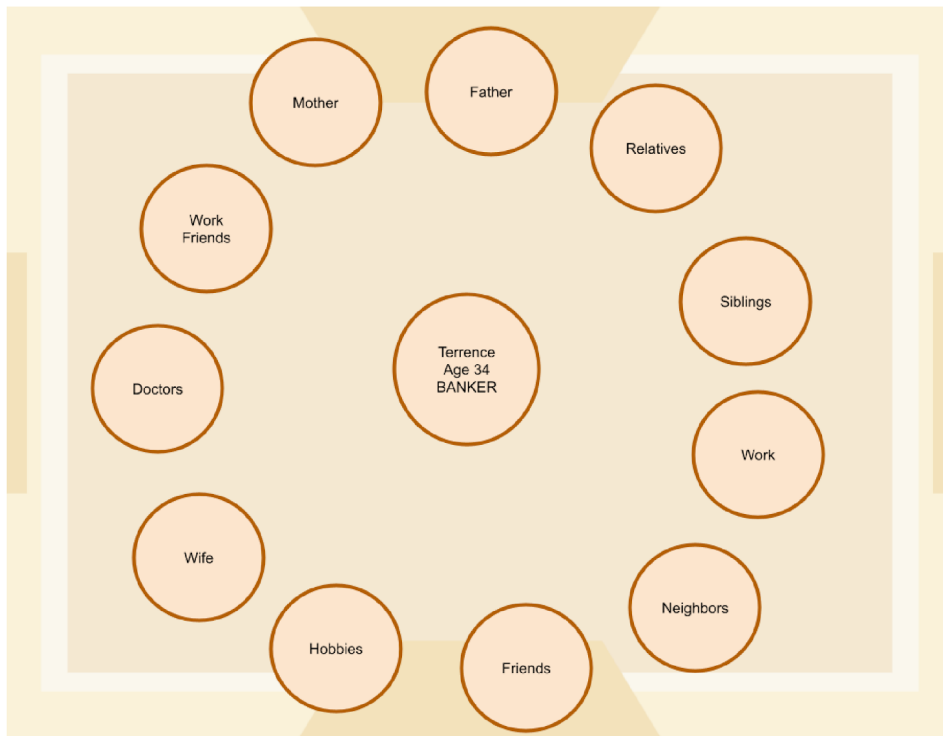 Mother
Father
Relatives
Work
Friends
Siblings
Terrence
Age 34
BANKER
Doctors
Work
Wife
Neighbors
Hobbies
Friends